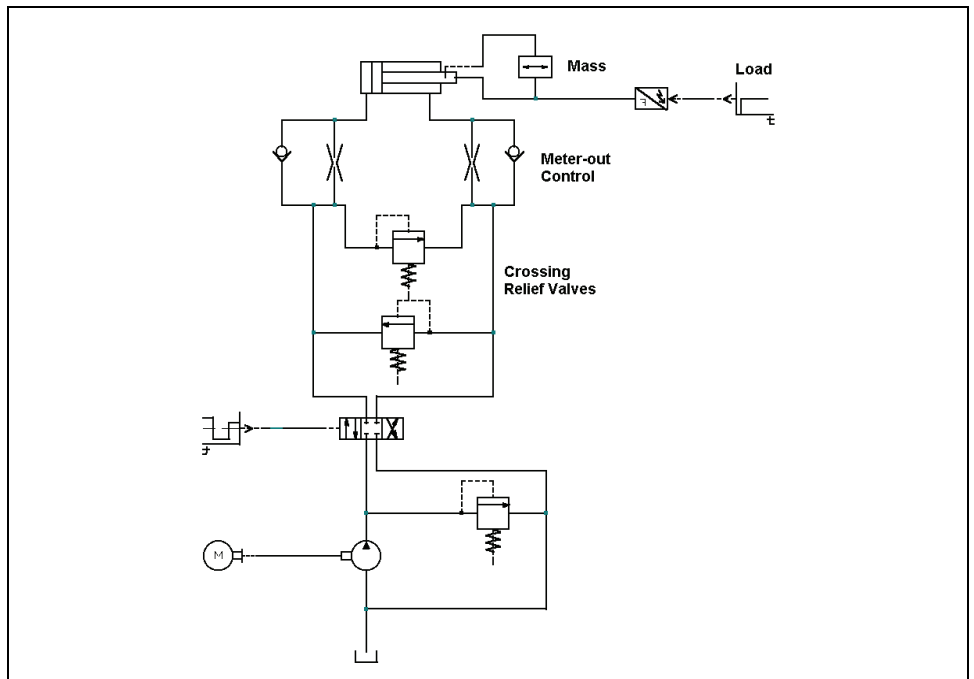 Mass
Load
F
t
Meter-out
Control
Crossing
Relief Valves
t
M